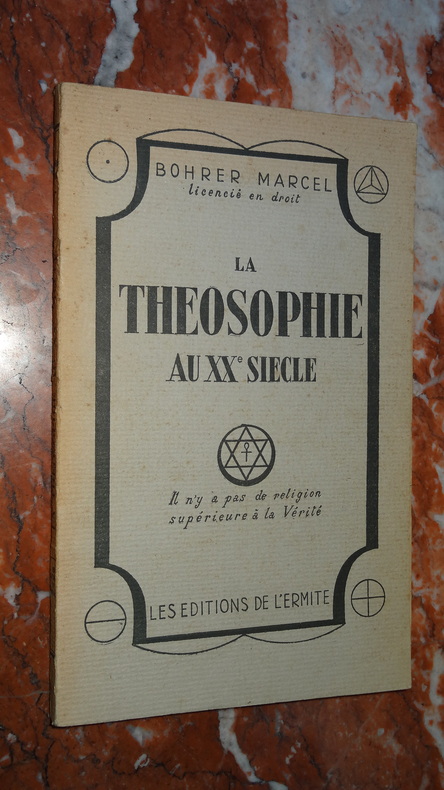 BOHRER MARCEL
licencié en droit
LA
THEOSOPHIE
AU XXe SIECLE
Il n'y a pas de religion
supérieure à la Vérité
LES EDITIONS DE L'ERMITE